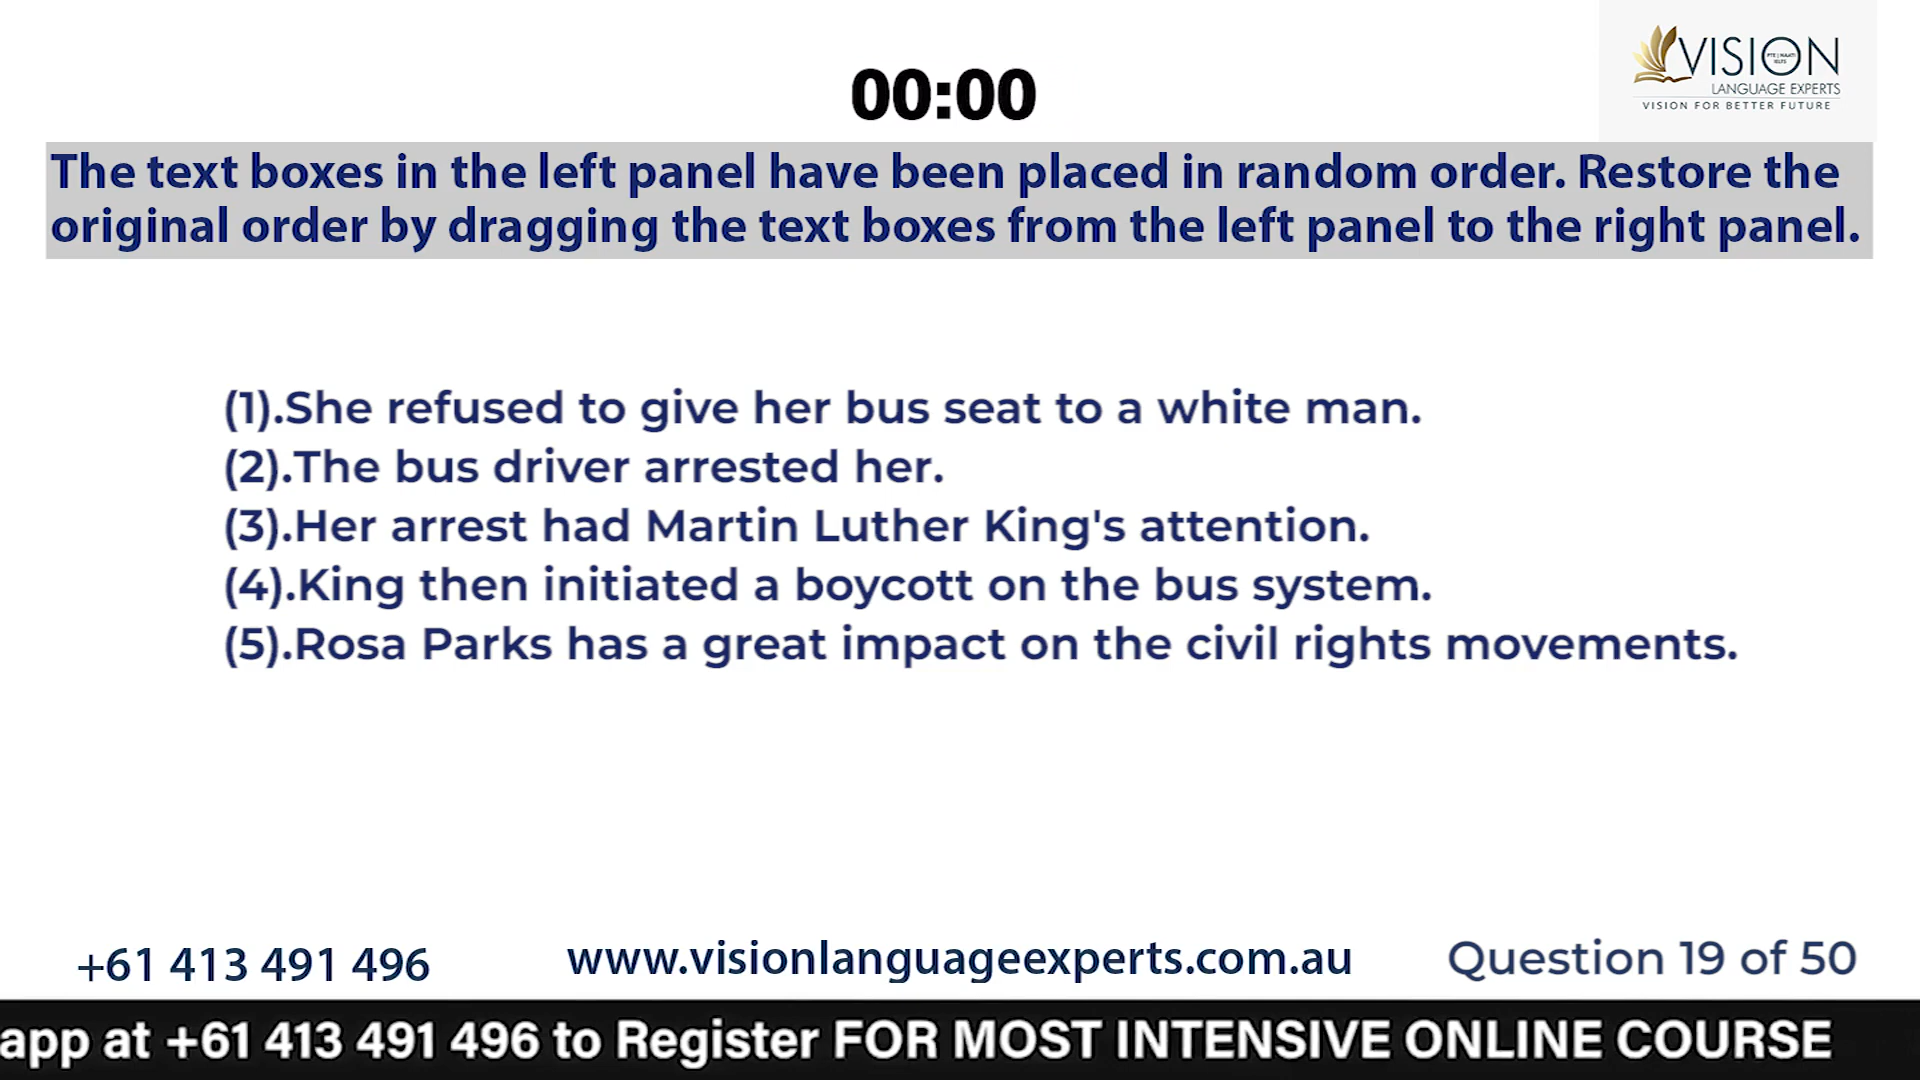 VISION
PTE | NAATI
IELTS
LANGUAGE EXPERTS
VISION FOR BETTER FUTURE
00:00
The text boxes in the left panel have been placed in random order. Restore the
original order by dragging the text boxes from the left panel to the right panel.
(1).She refused to give her bus seat to a white man.
(2).The bus driver arrested her.
(3).Her arrest had Martin Luther King's attention.
(4).King then initiated a boycott on the bus system.
(5).Rosa Parks has a great impact on the civil rights movements.
+61 413 491 496
www.visionlanguageexperts.com.au
Question 19 of 50
app at +61 413 491 496 to Register FOR MOST INTENSIVE ONLINE COURSE